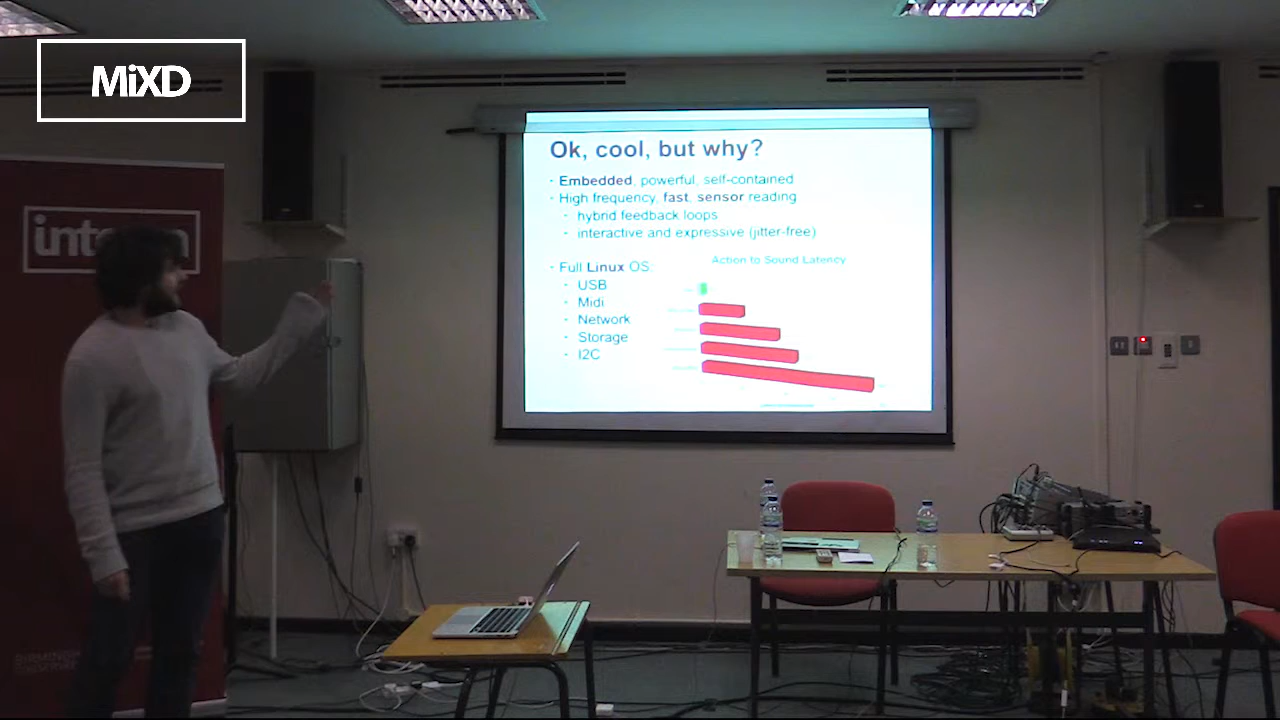 MiXD
Ok, cool, but why?
· Embedded, powerful, self-contained
· High frequency, fast, sensor reading
- hybrid feedback loops
- interactive and expressive (jitter-free)
· Full Linux OS:
- USB
- Midi
- Network
- Storage
- I2C
Action to Sound Latency